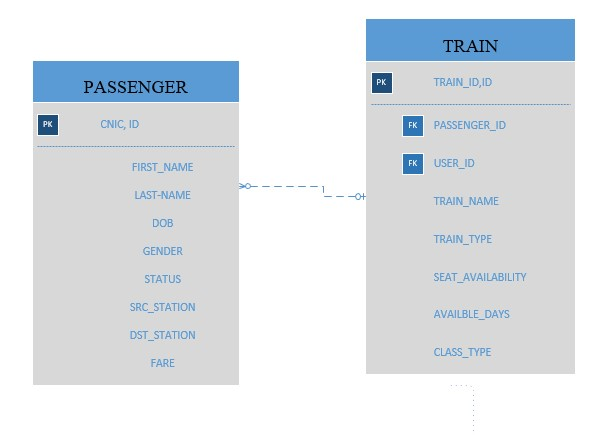 PASSENGER
PK CNIC, ID
FIRST_NAME
LAST-NAME
DOB
GENDER
STATUS
SRC_STATION
DST_STATION
FARE
TRAIN
PK TRAIN_ID,ID
FK PASSENGER_ID
FK USER_ID
TRAIN_NAME
TRAIN_TYPE
SEAT_AVAILABILITY
AVAILBLE_DAYS
CLASS_TYPE